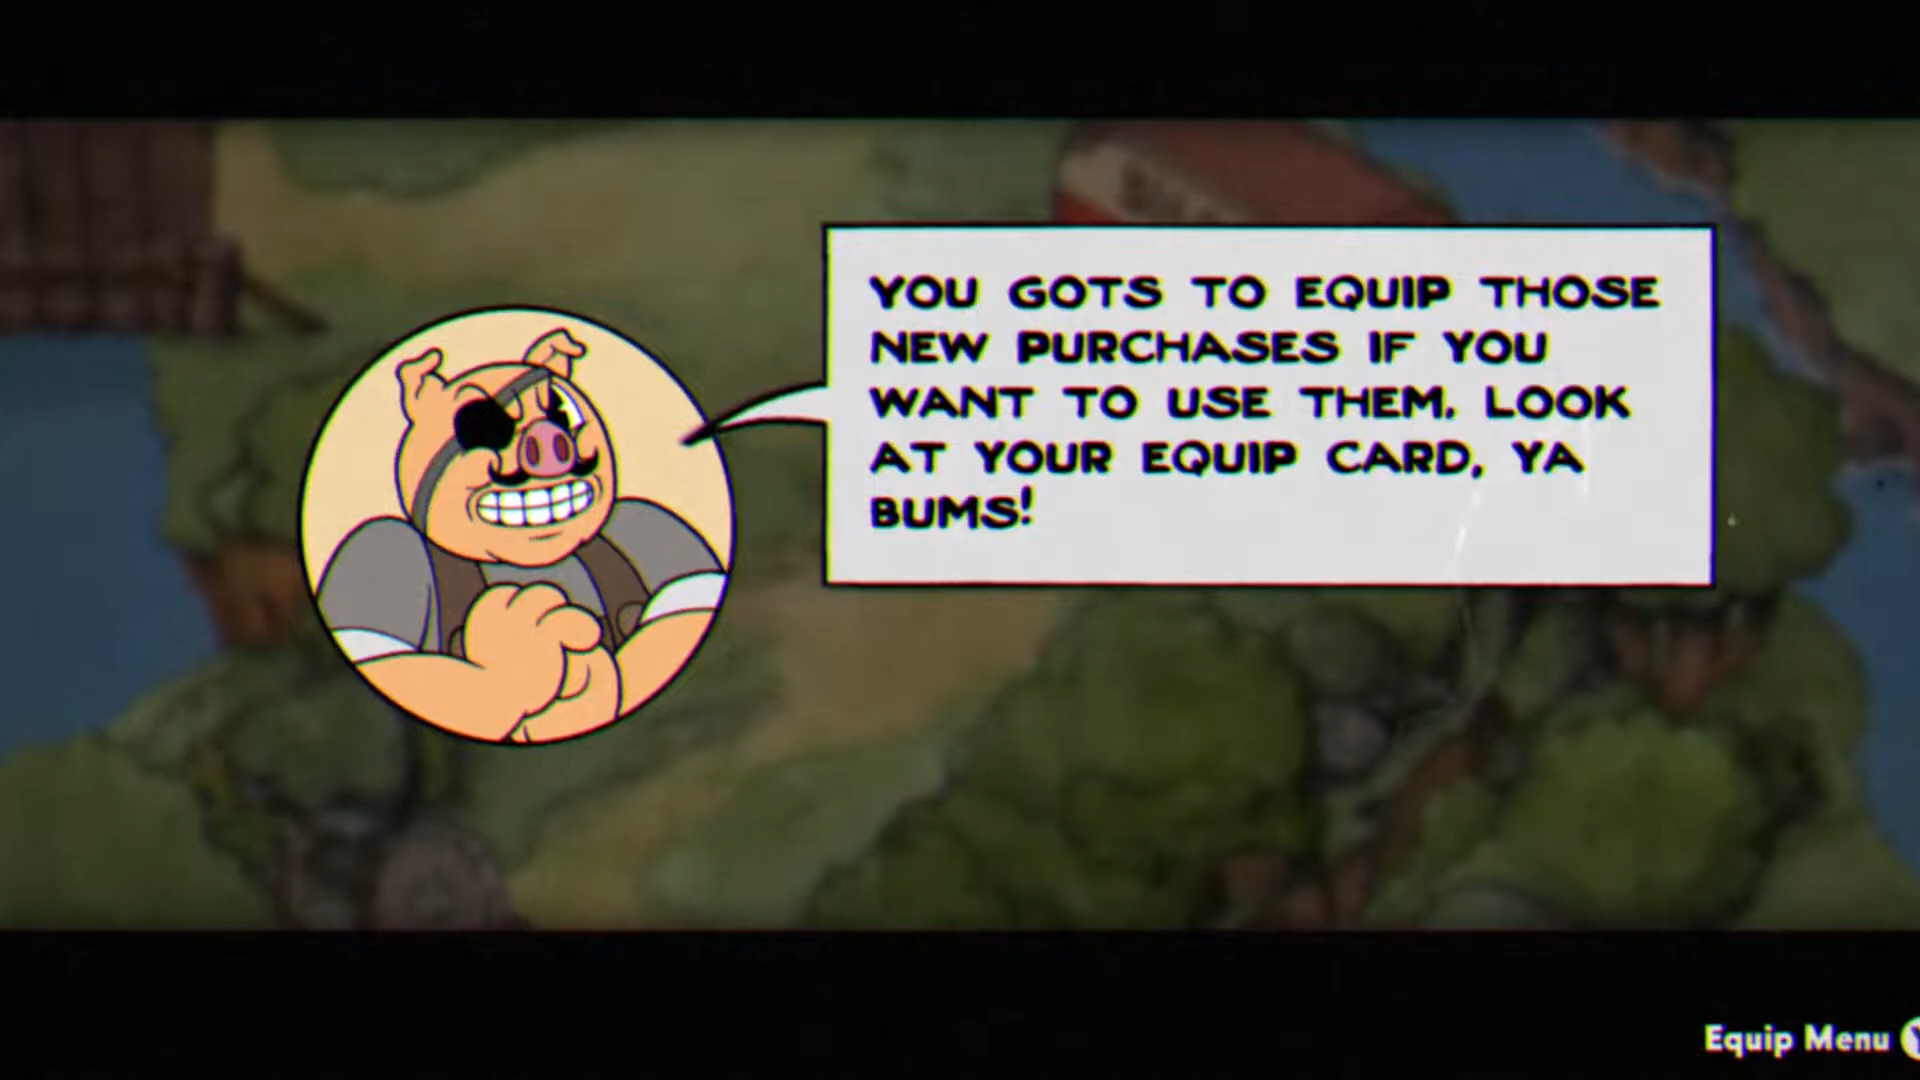 YOU GOTS TO EQUIP THOSE
NEW PURCHASES IF YOU
WANT TO USE THEM. LOOK
AT YOUR EQUIP CARD, YA
BUMS!
Equip Menu Y